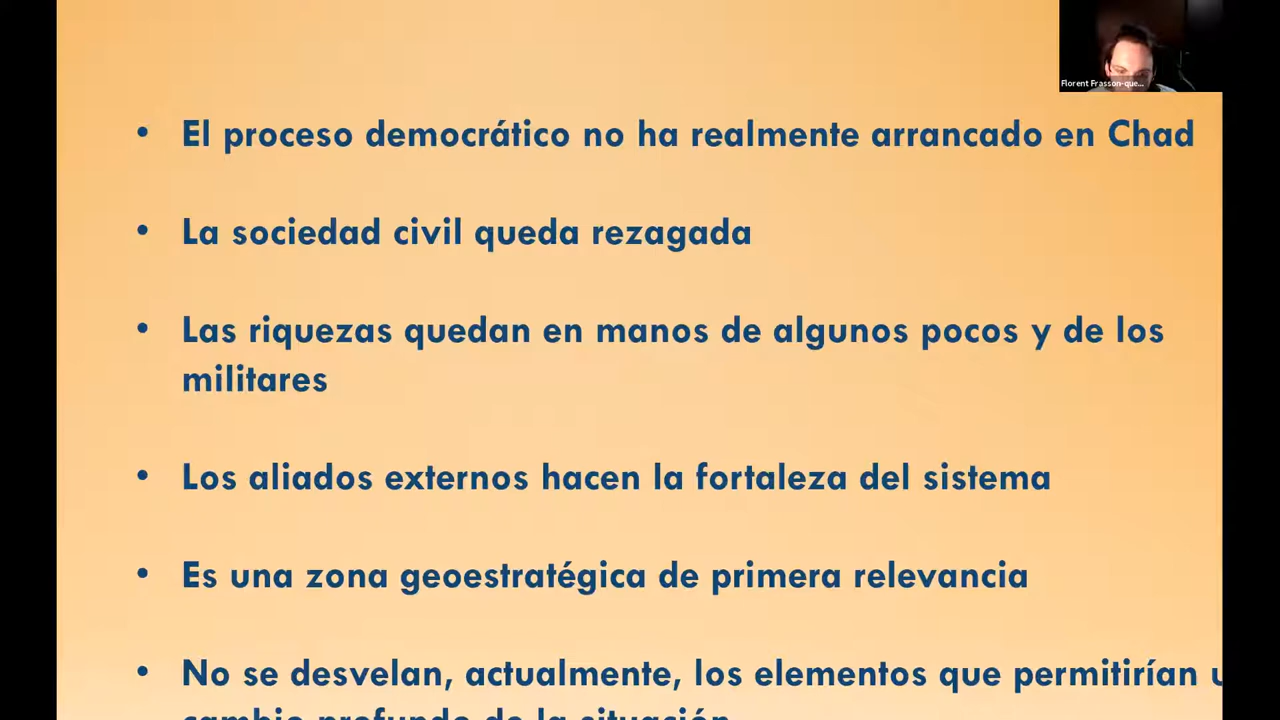 Florent Frasson-que...
• El proceso democrático no ha realmente arrancado en Chad
• La sociedad civil queda rezagada
• Las riquezas quedan en manos de algunos pocos y de los
militares
• Los aliados externos hacen la fortaleza del sistema
• Es una zona geoestratégica de primera relevancia
• No se desvelan, actualmente, los elementos que permitirían
cambio profundo de la situación